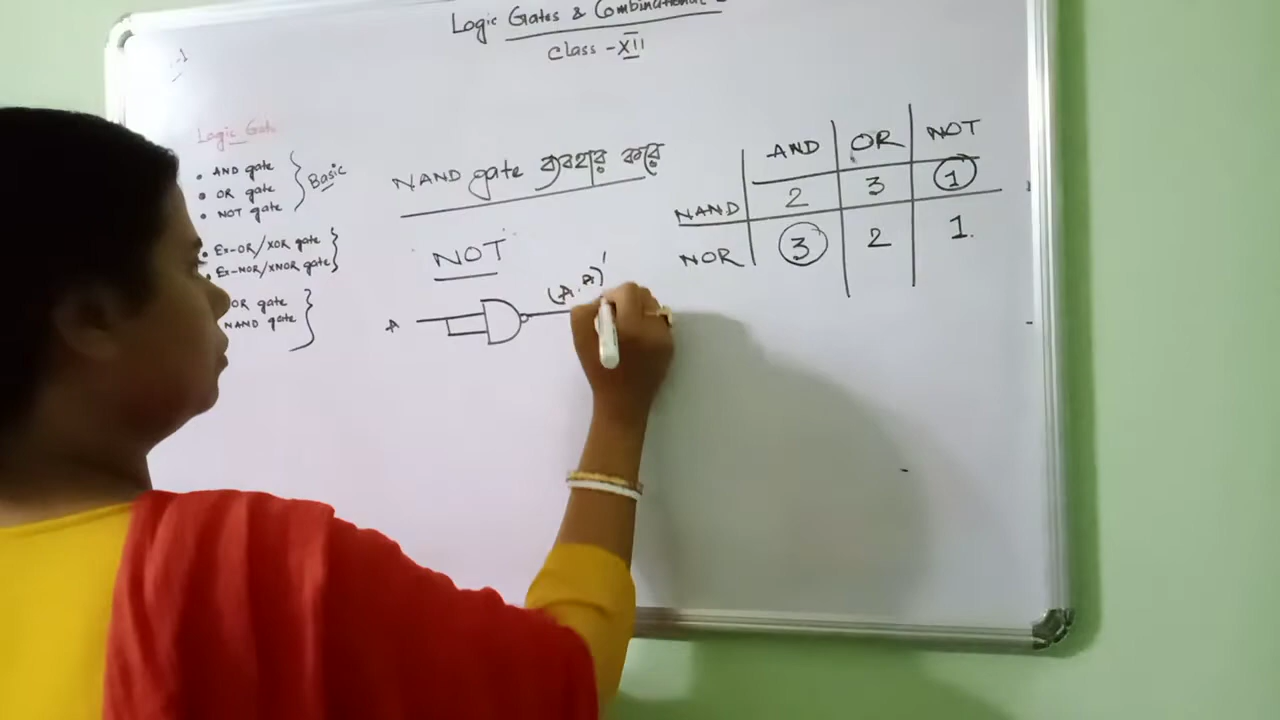 Logic Gates & Combinational
Class - XII
Logic Gate
• AND gate
• OR gate
• NOT gate
Basic
• Ex-OR/XOR gate
• Ex-NOR/XNOR gate
OR gate
NAND gate
NAND gate ব্যবহার করে
NOT
A
(A.A)'
AND OR NOT
NAND 2 3 1
NOR 3 2 1.